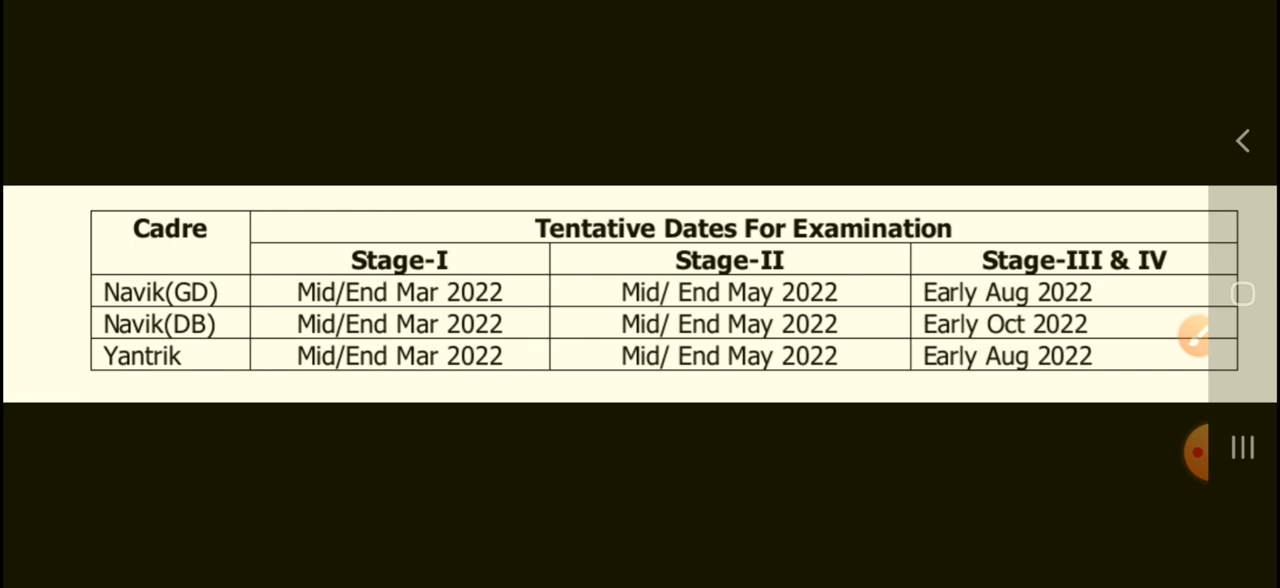 Cadre Tentative Dates For Examination
Stage-I Stage-II Stage-III & IV
Navik(GD) Mid/End Mar 2022 Mid/ End May 2022 Early Aug 2022
Navik(DB) Mid/End Mar 2022 Mid/ End May 2022 Early Oct 2022
Yantrik Mid/End Mar 2022 Mid/ End May 2022 Early Aug 2022